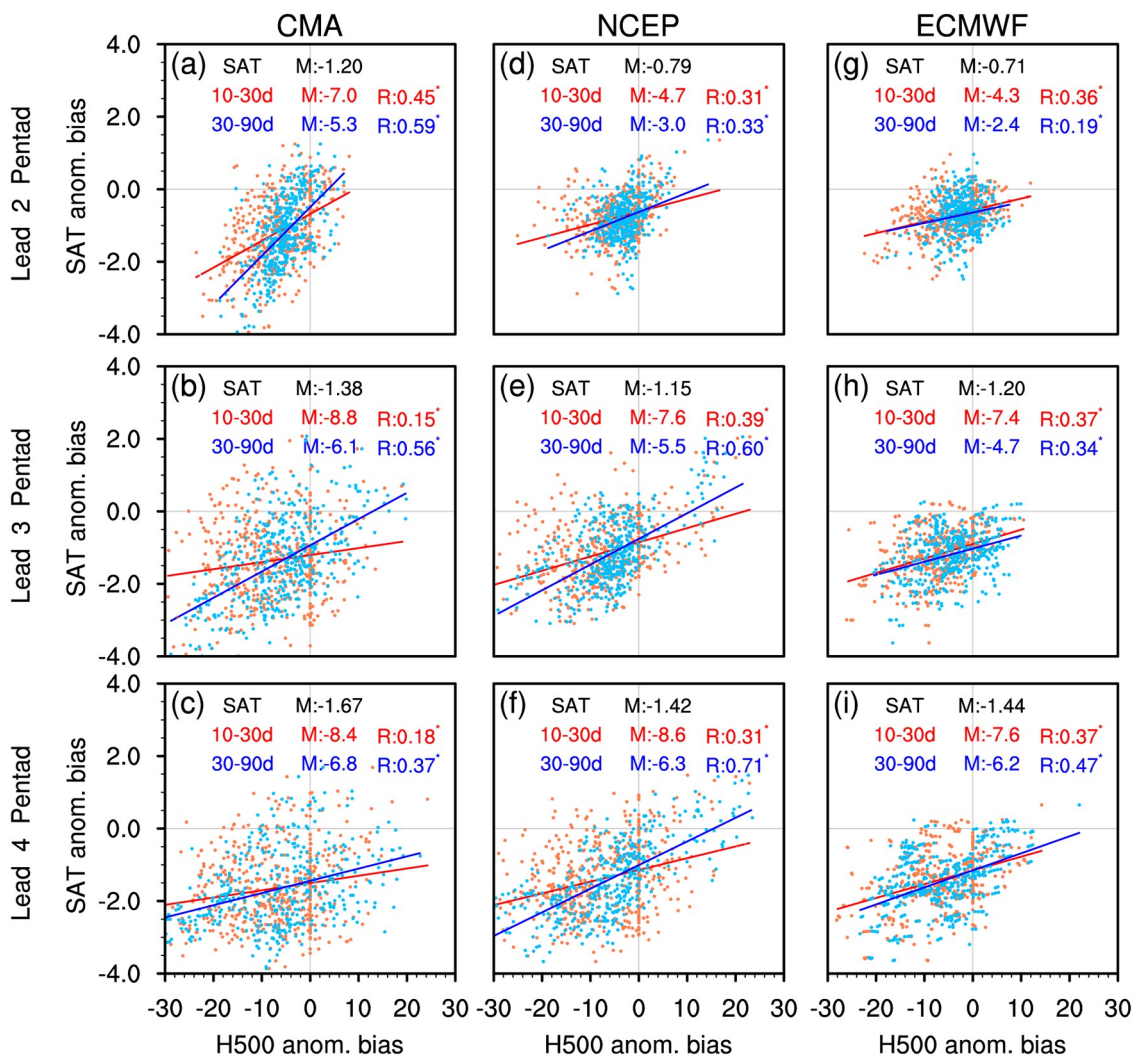 CMA NCEP ECMWF
Lead 2 Pentad
SAT anom. bias
4.0
2.0
0.0
-2.0
-4.0
(a) SAT M:-1.20
10-30d M:-7.0 R:0.45*
30-90d M:-5.3 R:0.59*
(d) SAT M:-0.79
10-30d M:-4.7 R:0.31*
30-90d M:-3.0 R:0.33*
(g) SAT M:-0.71
10-30d M:-4.3 R:0.36*
30-90d M:-2.4 R:0.19*
Lead 3 Pentad
SAT anom. bias
4.0
2.0
0.0
-2.0
-4.0
(b) SAT M:-1.38
10-30d M:-8.8 R:0.15*
30-90d M:-6.1 R:0.56*
(e) SAT M:-1.15
10-30d M:-7.6 R:0.39*
30-90d M:-5.5 R:0.60*
(h) SAT M:-1.20
10-30d M:-7.4 R:0.37*
30-90d M:-4.7 R:0.34*
Lead 4 Pentad
SAT anom. bias
4.0
2.0
0.0
-2.0
-4.0
(c) SAT M:-1.67
10-30d M:-8.4 R:0.18*
30-90d M:-6.8 R:0.37*
(f) SAT M:-1.42
10-30d M:-8.6 R:0.31*
30-90d M:-6.3 R:0.71*
(i) SAT M:-1.44
10-30d M:-7.6 R:0.37*
30-90d M:-6.2 R:0.47*
-30 -20 -10 0 10 20 30 -30 -20 -10 0 10 20 30 -30 -20 -10 0 10 20 30
H500 anom. bias H500 anom. bias H500 anom. bias